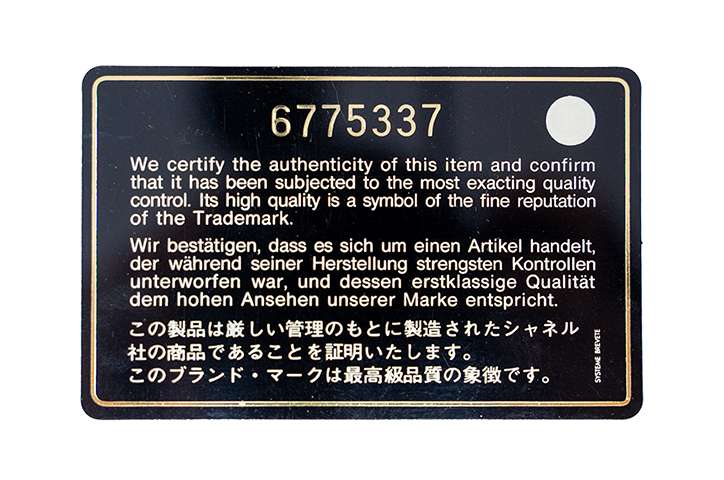 6775337
We certify the authenticity of this item and confirm
that it has been subjected to the most exacting quality
control. Its high quality is a symbol of the fine reputation
of the Trademark.
Wir bestätigen, dass es sich um einen Artikel handelt,
der während seiner Herstellung strengsten Kontrollen
unterworfen war, und dessen erstklassige Qualität
dem hohen Ansehen unserer Marke entspricht.
この製品は厳しい管理のもとに製造されたシャネル
社の商品であることを証明いたします。
このブランド・マークは最高級品質の象徴です。
SYSTEME BREVETE